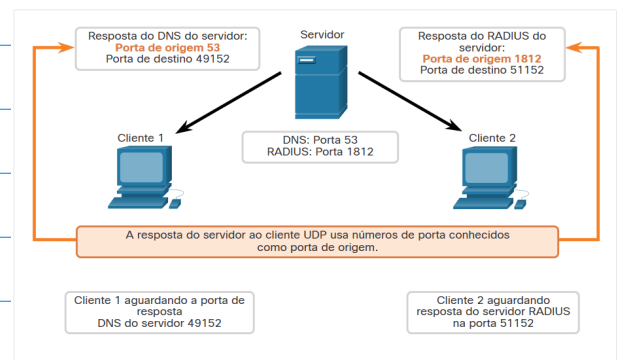 Resposta do DNS do servidor:
Porta de origem 53
Porta de destino 49152
Servidor
Resposta do RADIUS do
servidor:
Porta de origem 1812
Porta de destino 51152
Cliente 1
DNS: Porta 53
RADIUS: Porta 1812
Cliente 2
A resposta do servidor ao cliente UDP usa números de porta conhecidos
como porta de origem.
Cliente 1 aguardando a porta de
resposta
DNS do servidor 49152
Cliente 2 aguardando
resposta do servidor RADIUS
na porta 51152